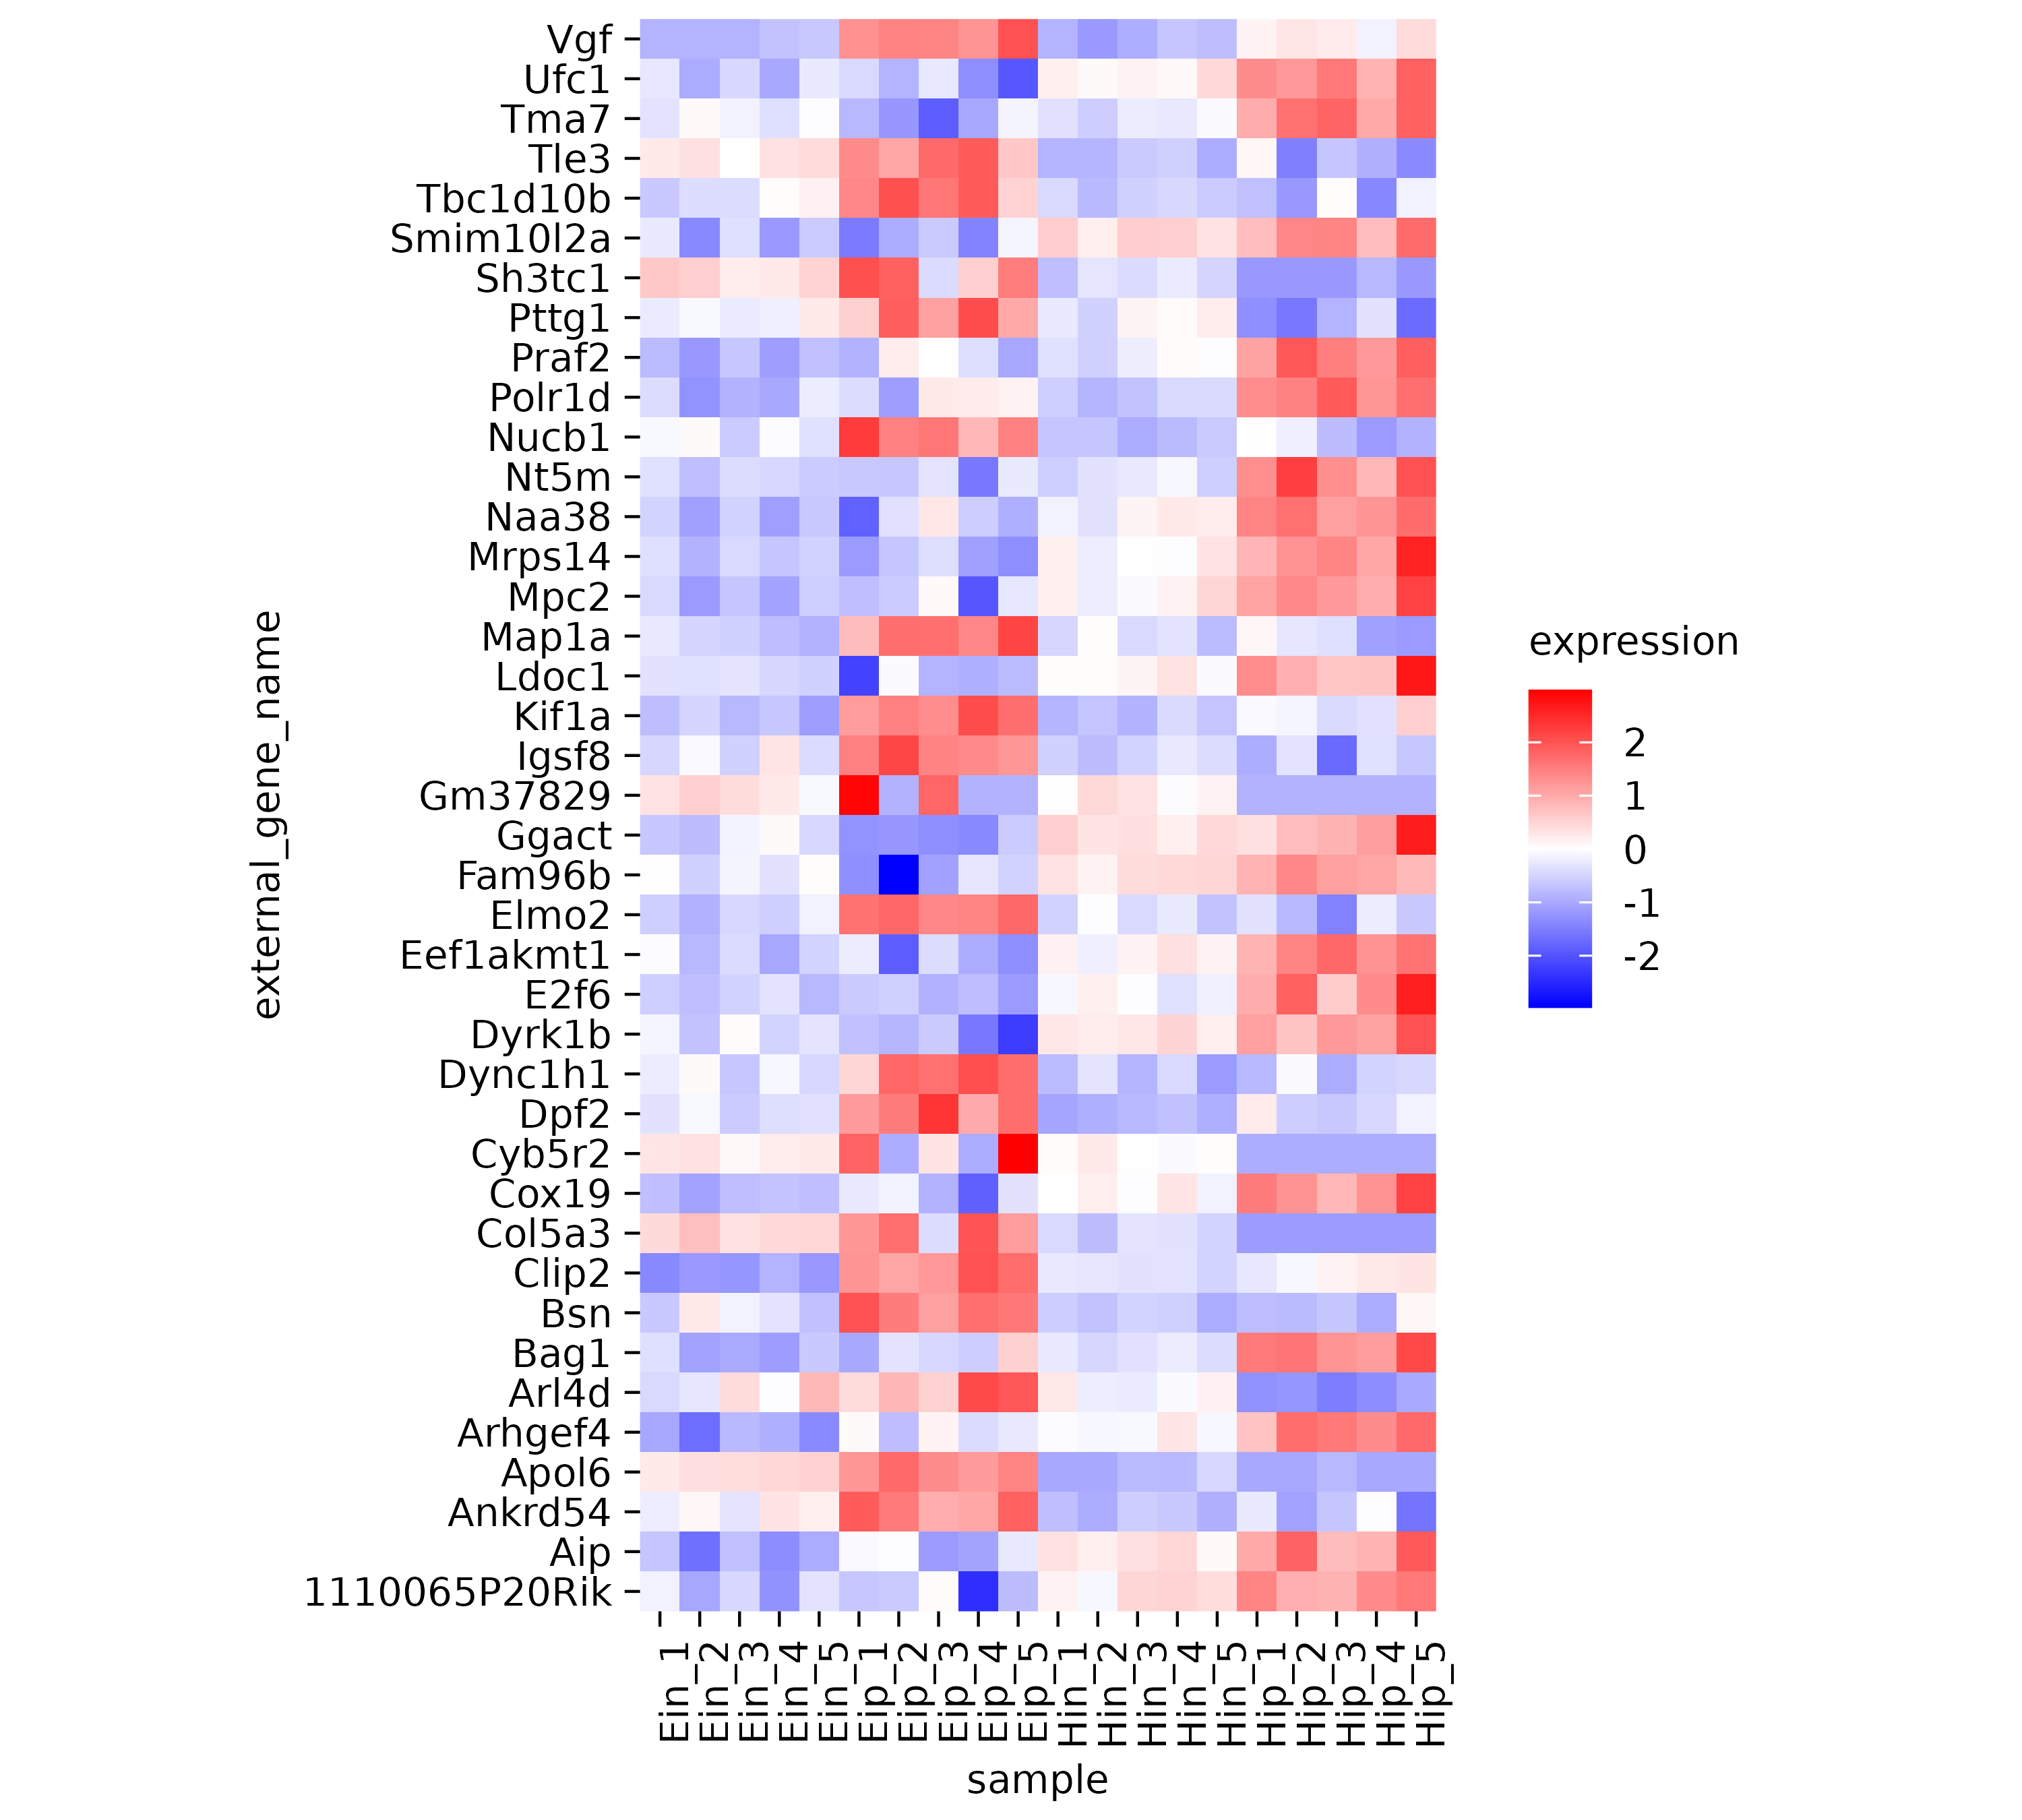 Vgf
Ufc1
Tma7
Tle3
Tbc1d10b
Smim10l2a
Sh3tc1
Pttg1
Praf2
Polr1d
Nucb1
Nt5m
Naa38
Mrps14
Mpc2
Map1a
Ldoc1
Kif1a
Igsf8
Gm37829
Ggact
Fam96b
Elmo2
Eef1akmt1
E2f6
Dyrk1b
Dync1h1
Dpf2
Cyb5r2
Cox19
Col5a3
Clip2
Bsn
Bag1
Arl4d
Arhgef4
Apol6
Ankrd54
Aip
1110065P20Rik
external_gene_name
Ein_1
Ein_2
Ein_3
Ein_4
Ein_5
Eip_1
Eip_2
Eip_3
Eip_4
Eip_5
Hin_1
Hin_2
Hin_3
Hin_4
Hin_5
Hip_1
Hip_2
Hip_3
Hip_4
Hip_5
sample
expression
2
1
0
-1
-2